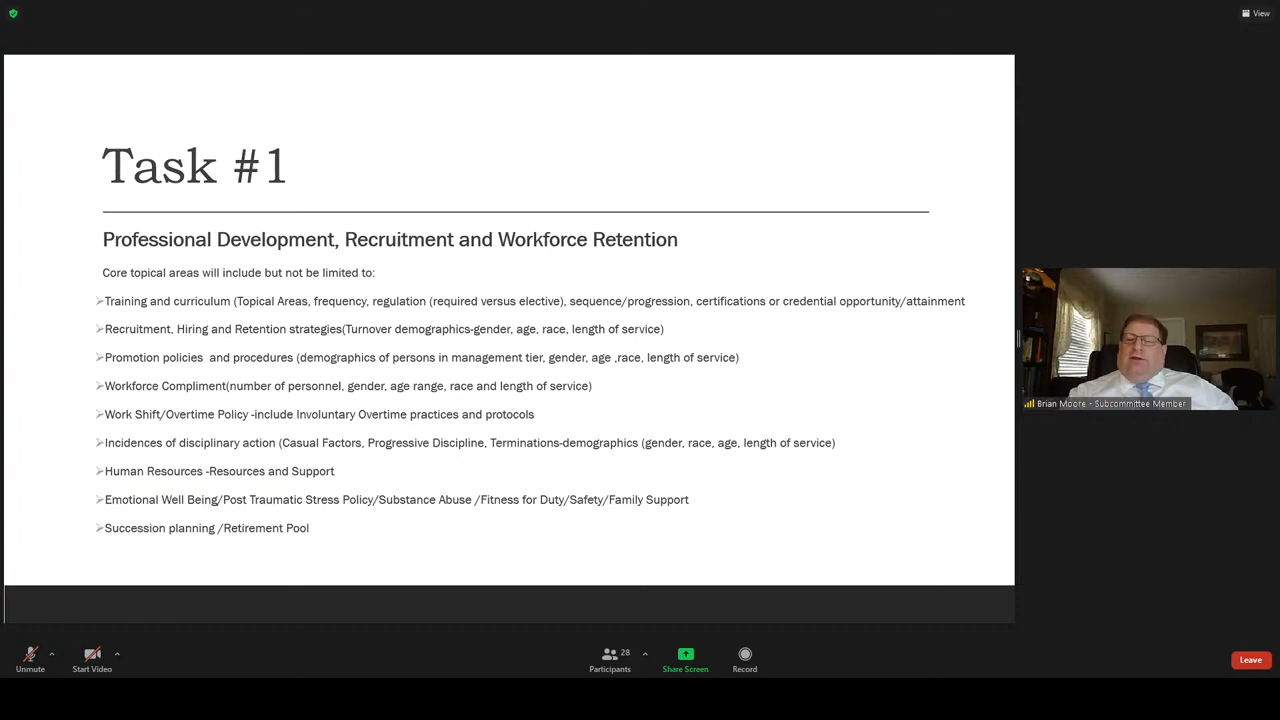 View
Task #1
Professional Development, Recruitment and Workforce Retention
Core topical areas will include but not be limited to:
Training and curriculum (Topical Areas, frequency, regulation (required versus elective), sequence/progression, certifications or credential opportunity/attainment
Recruitment, Hiring and Retention strategies(Turnover demographics-gender, age, race, length of service)
Promotion policies  and procedures (demographics of persons in management tier, gender, age ,race, length of service)
Workforce Compliment(number of personnel, gender, age range, race and length of service)
Work Shift/Overtime Policy -include Involuntary Overtime practices and protocols
Incidences of disciplinary action (Casual Factors, Progressive Discipline, Terminations-demographics (gender, race, age, length of service)
Human Resources -Resources and Support
Emotional Well Being/Post Traumatic Stress Policy/Substance Abuse /Fitness for Duty/Safety/Family Support
Succession planning /Retirement Pool
Brian Moore - Subcommittee Member
Unmute
Start Video
28
Participants
Share Screen
Record
Leave